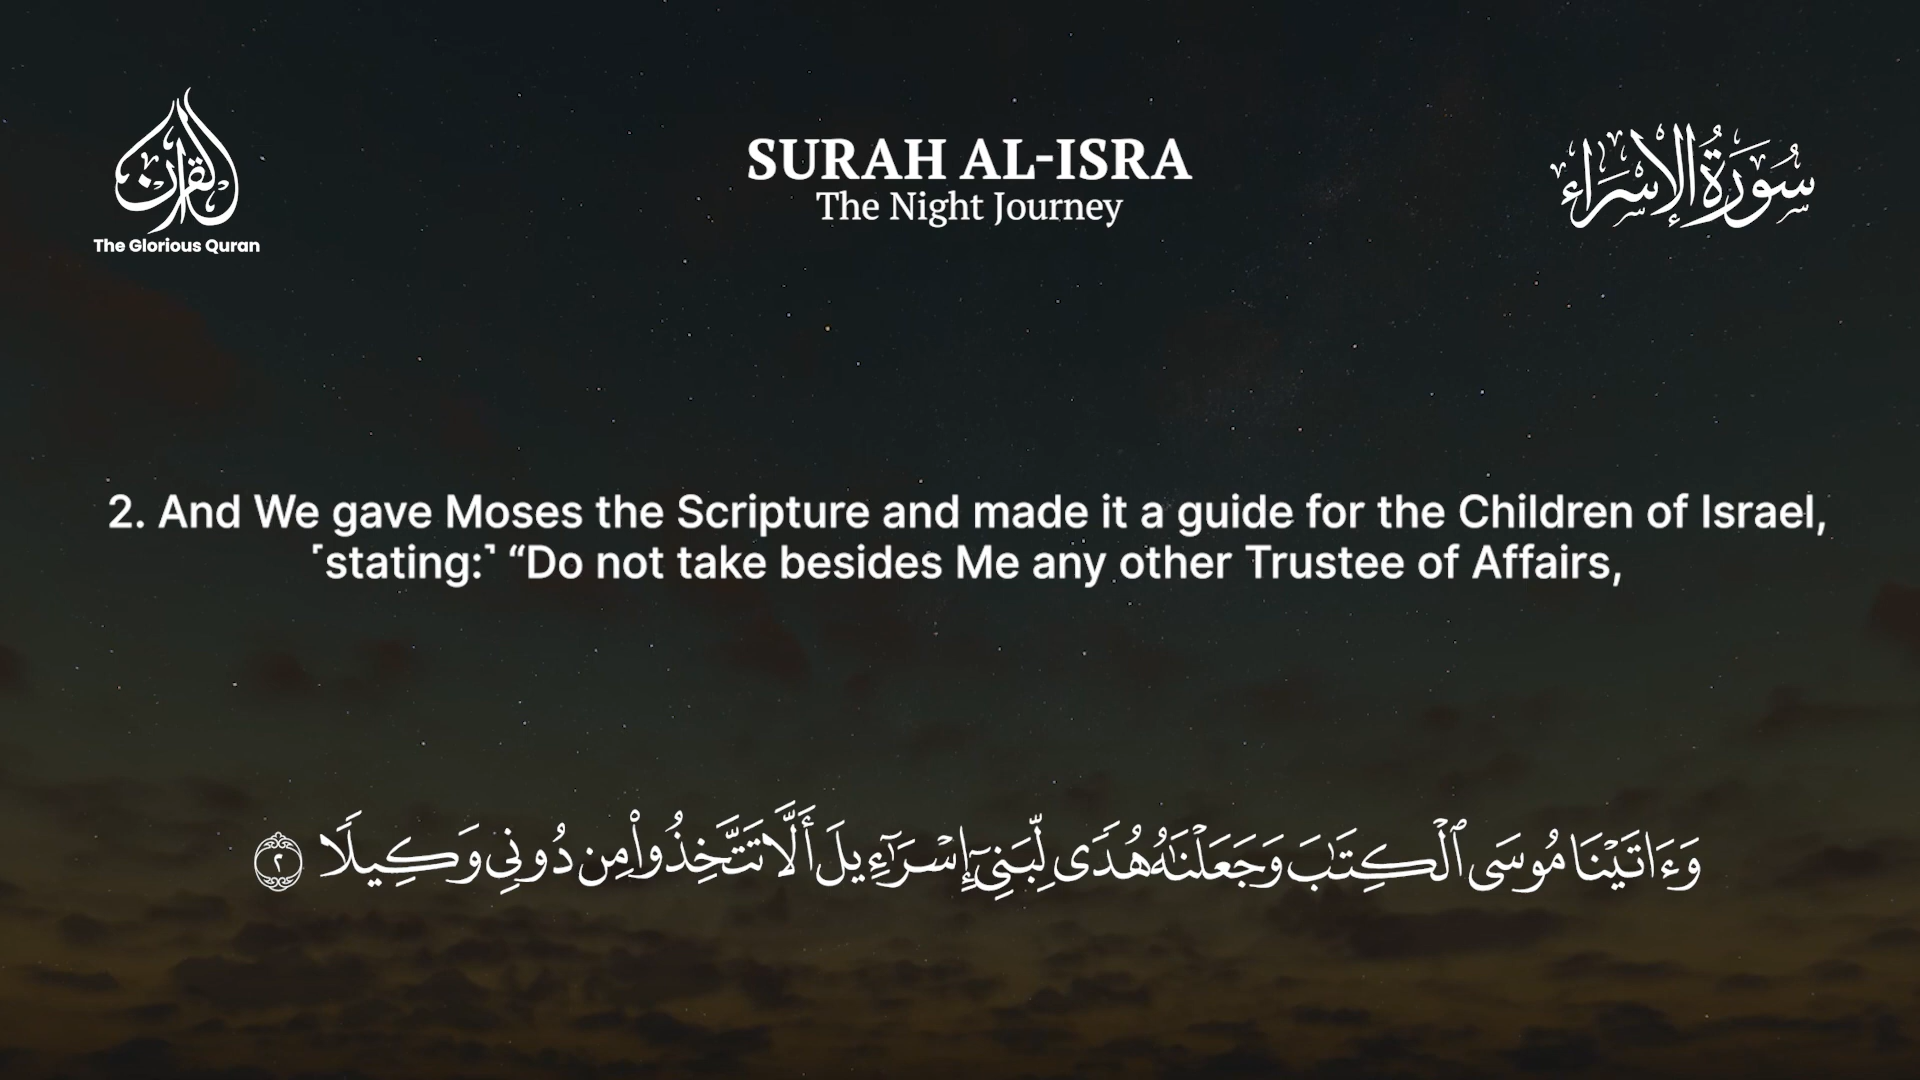 القرآن
The Glorious Quran
SURAH AL-ISRA
The Night Journey
سُورَةُ الإِسْرَاء
2. And We gave Moses the Scripture and made it a guide for the Children of Israel,
˹stating:˺ “Do not take besides Me any other Trustee of Affairs,
وَءَاتَيْنَا مُوسَى ٱلْكِتَٰبَ وَجَعَلْنَٰهُ هُدًى لِّبَنِىٓ إِسْرَٰٓءِيلَ أَلَّا تَتَّخِذُوا۟ مِن دُونِى وَكِيلًا ٢